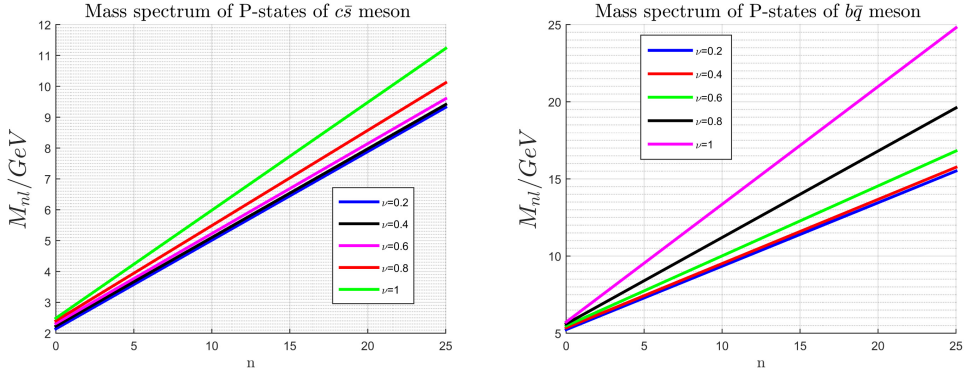 Mass spectrum of P-states of cs̄ meson
12
11
10
9
8
7
6
5
4
3
2
0
5
10
15
20
25
M_nl/GeV
n
ν=0.2
ν=0.4
ν=0.6
ν=0.8
ν=1
Mass spectrum of P-states of bq̄ meson
25
20
15
10
5
0
5
10
15
20
25
M_nl/GeV
n
ν=0.2
ν=0.4
ν=0.6
ν=0.8
ν=1